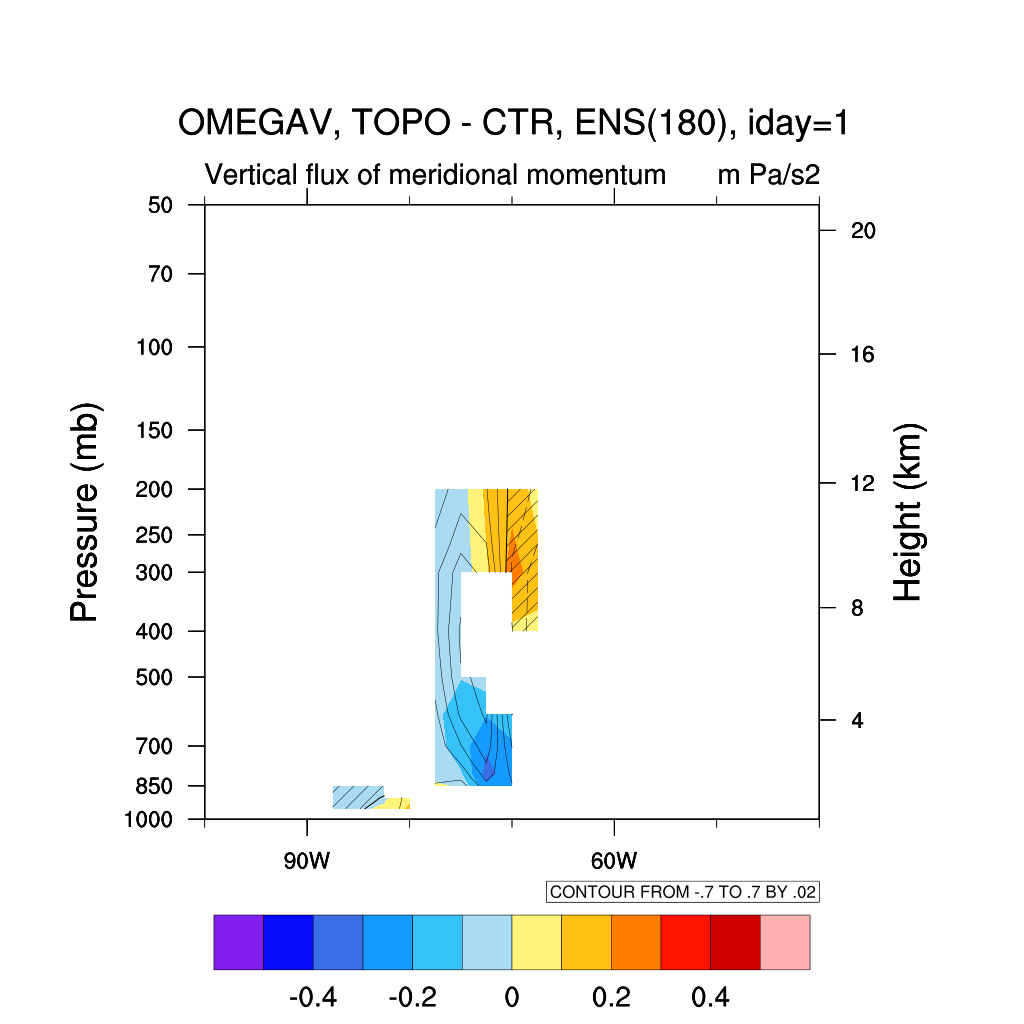 OMEGAV, TOPO - CTR, ENS(180), iday=1
Vertical flux of meridional momentum m Pa/s2
50
70
100
150
200
250
300
400
500
700
850
1000
Pressure (mb)
20
16
12
8
4
Height (km)
90W 60W
CONTOUR FROM -.7 TO .7 BY .02
-0.4 -0.2 0 0.2 0.4